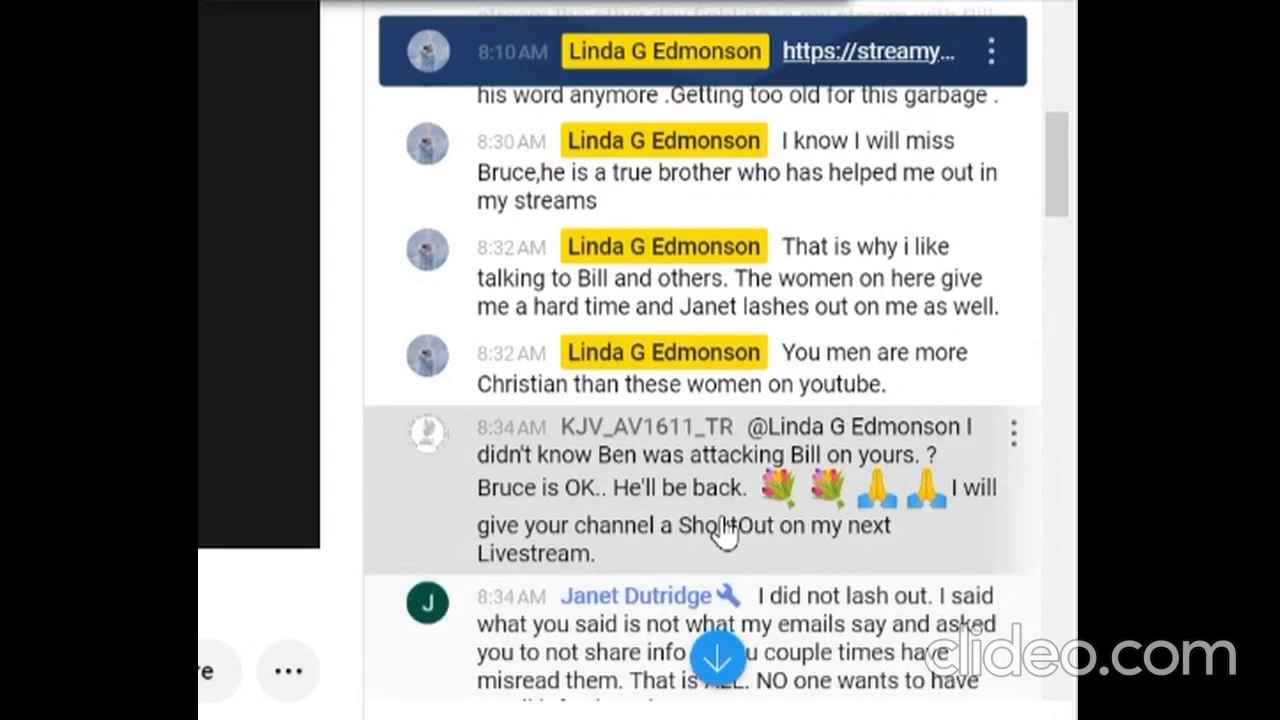 8:10 AM Linda G Edmonson https://streamy...
his word anymore .Getting too old for this garbage .
8:30 AM Linda G Edmonson I know I will miss
Bruce,he is a true brother who has helped me out in
my streams
8:32 AM Linda G Edmonson That is why i like
talking to Bill and others. The women on here give
me a hard time and Janet lashes out on me as well.
8:32 AM Linda G Edmonson You men are more
Christian than these women on youtube.
8:34 AM KJV_AV1611_TR @Linda G Edmonson I
didn't know Ben was attacking Bill on yours. ?
Bruce is OK.. He'll be back. 💐 💐 🙏 🙏 I will
give your channel a ShoutOut on my next
Livestream.
J 8:34 AM Janet Dutridge I did not lash out. I said
what you said is not what my emails say and asked
you to not share info couple times have
misread them. That is ALL. NO one wants to have
re
clideo.com